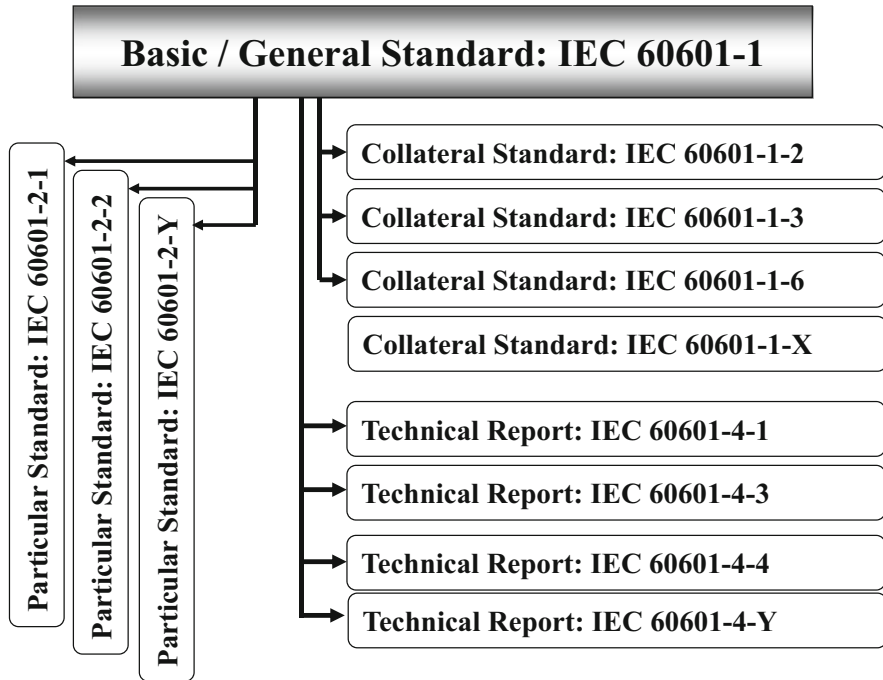 Basic / General Standard: IEC 60601-1
Particular Standard: IEC 60601-2-1
Particular Standard: IEC 60601-2-2
Particular Standard: IEC 60601-2-Y
Collateral Standard: IEC 60601-1-2
Collateral Standard: IEC 60601-1-3
Collateral Standard: IEC 60601-1-6
Collateral Standard: IEC 60601-1-X
Technical Report: IEC 60601-4-1
Technical Report: IEC 60601-4-3
Technical Report: IEC 60601-4-4
Technical Report: IEC 60601-4-Y